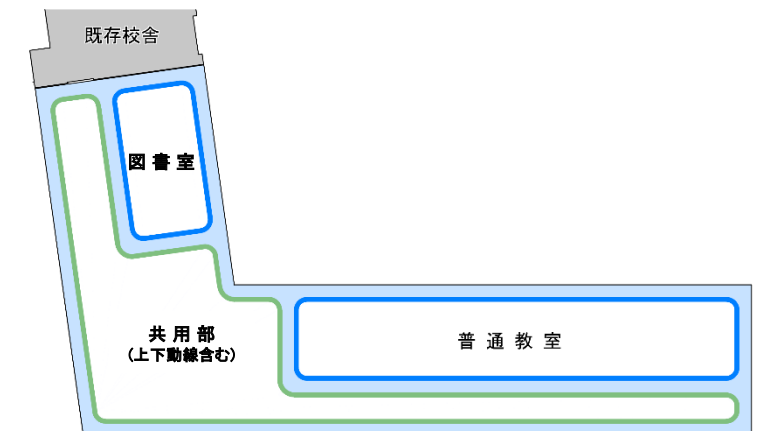 既存校舎
図書室
共用部
(上下動線含む)
普通教室